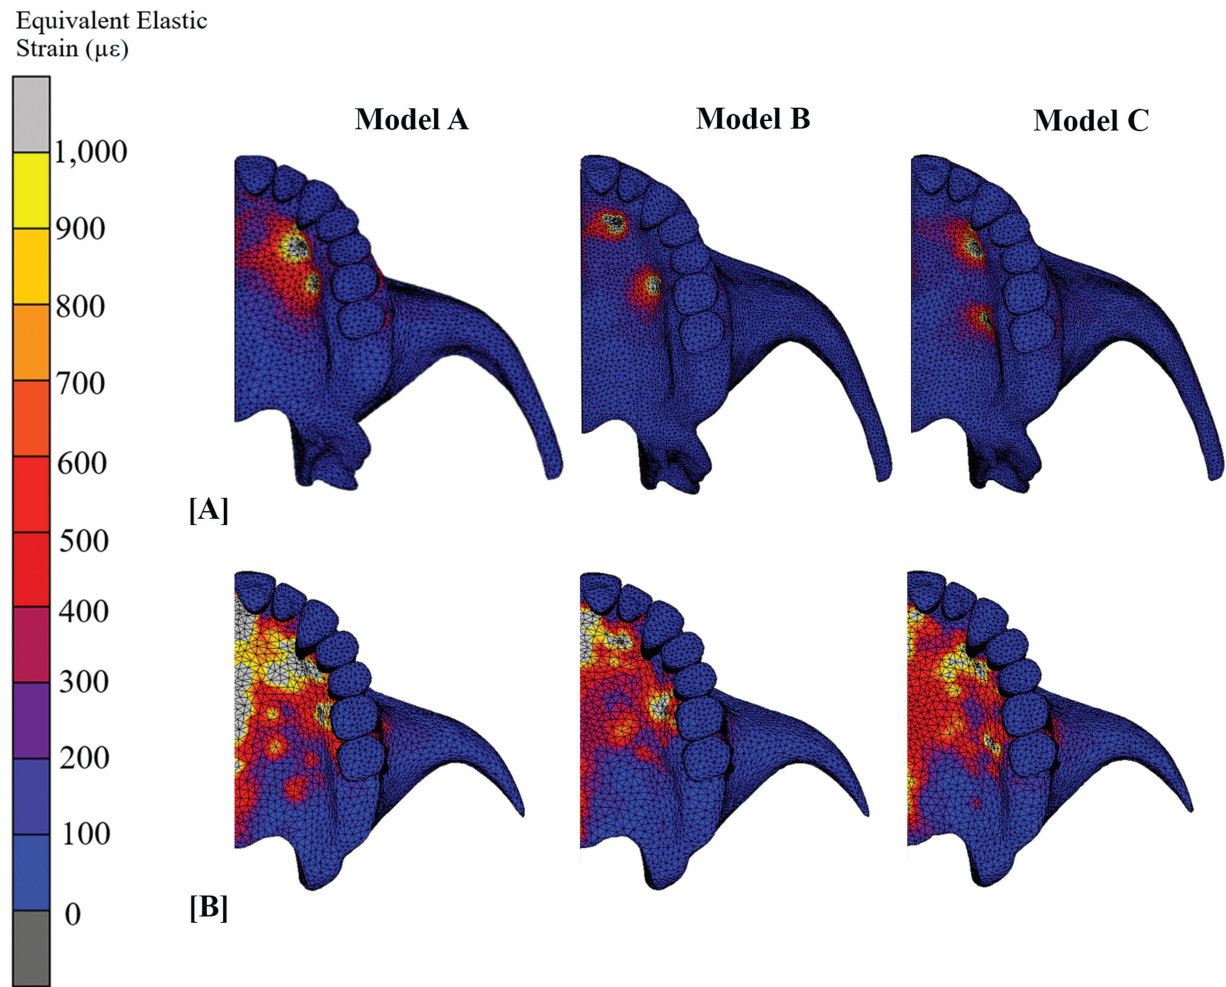 Equivalent Elastic
Strain (µε)
Model A
Model B
Model C
1,000
900
800
700
600
500
400
300
200
100
0
[A]
[B]